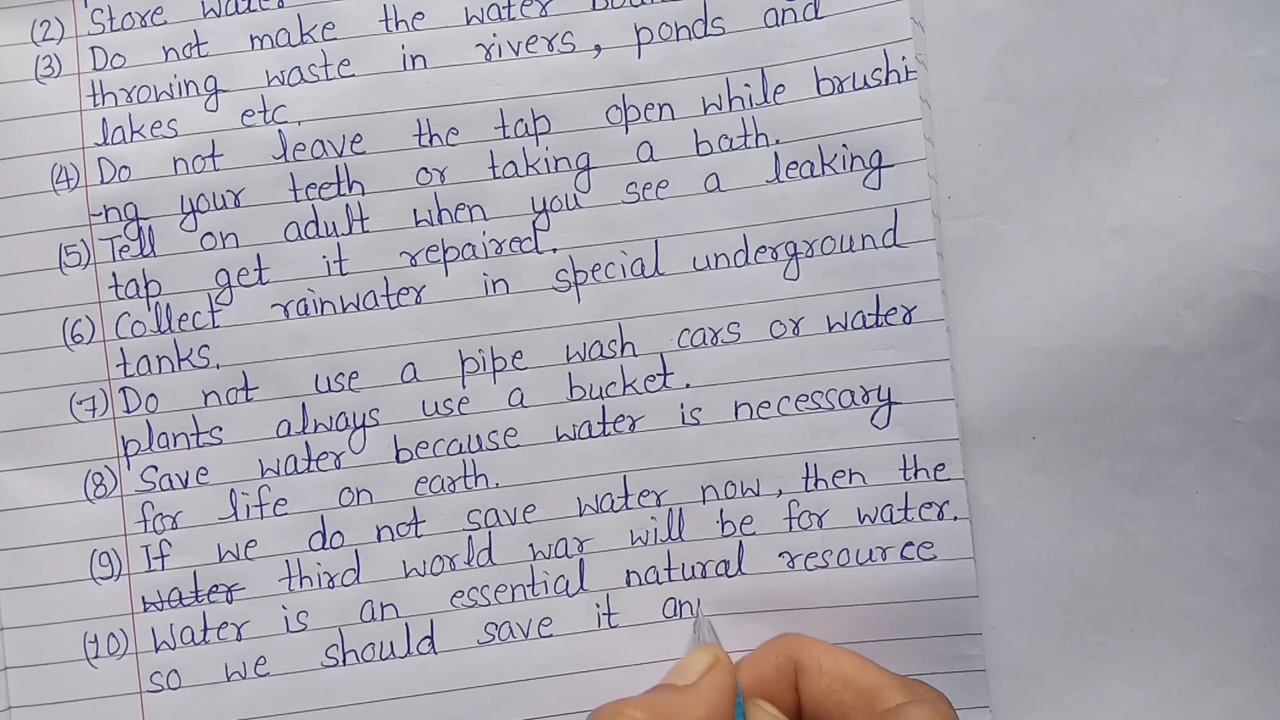 (2) Store
(3) Do not make the water
throwing waste in rivers, ponds and
lakes etc.
(4) Do not leave the tap open while brushi
-ng your teeth or taking a bath.
(5) Tell on adult when you see a leaking
tap get it repaired.
(6) Collect rainwater in special underground
tanks.
(7) Do not use a pipe wash cars or water
plants always use a bucket.
(8) Save water because water is necessary
for life on earth.
(9) If we do not save water now, then the
water third world war will be for water.
(10) Water is an essential natural resource
so we should save it an